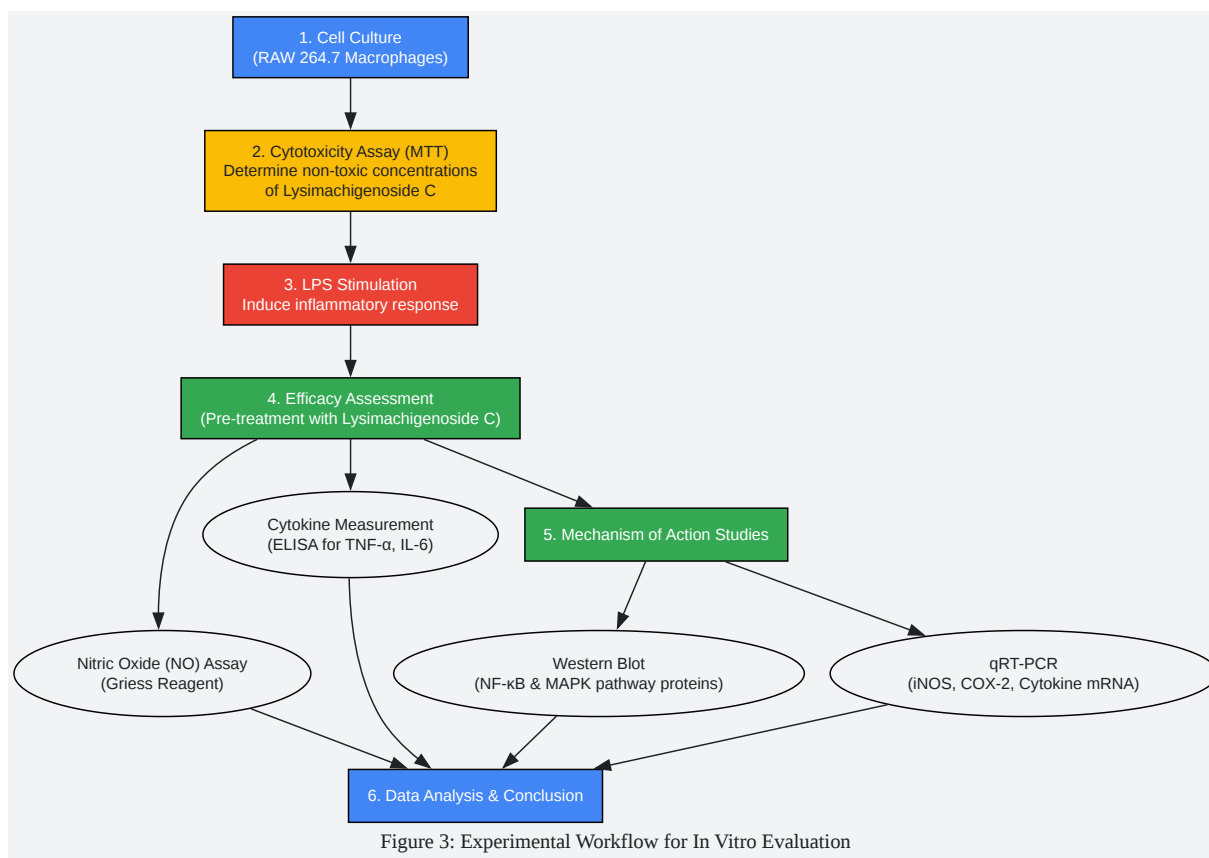 1. Cell Culture
(RAW 264.7 Macrophages)
2. Cytotoxicity Assay (MTT)
Determine non-toxic concentrations
of Lysimachigenoside C
3. LPS Stimulation
Induce inflammatory response
4. Efficacy Assessment
(Pre-treatment with Lysimachigenoside C)
Cytokine Measurement
(ELISA for TNF-α, IL-6)
5. Mechanism of Action Studies
Nitric Oxide (NO) Assay
(Griess Reagent)
Western Blot
(NF-κB & MAPK pathway proteins)
qRT-PCR
(iNOS, COX-2, Cytokine mRNA)
6. Data Analysis & Conclusion
Figure 3: Experimental Workflow for In Vitro Evaluation